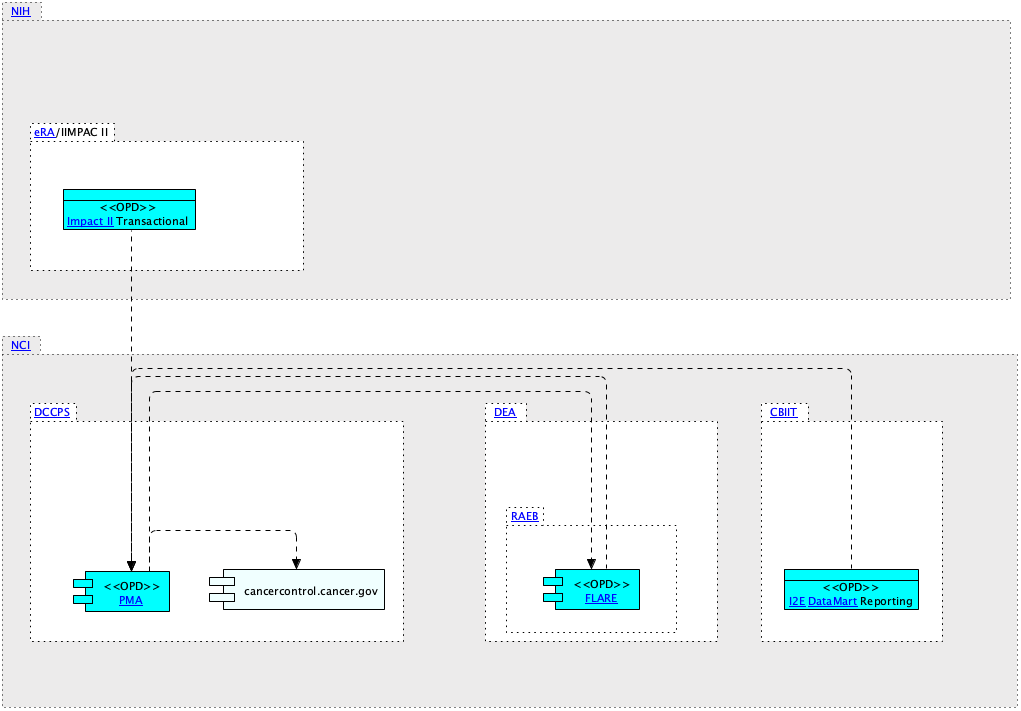 NIH
eRA/IIMPAC II
<<OPD>>
Impact II Transactional
NCI
DCCPS
DEA
CBIIT
RAEB
<<OPD>>
PMA
cancercontrol.cancer.gov
<<OPD>>
FLARE
<<OPD>>
I2E DataMart Reporting